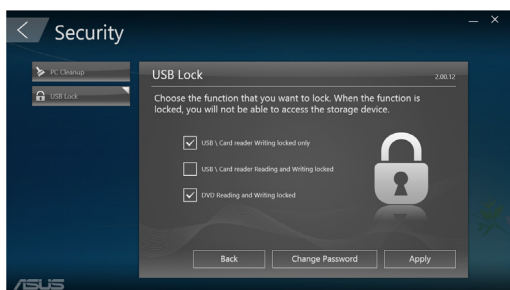 Security
PC Cleanup
USB Lock
USB Lock
2.00.12
Choose the function that you want to lock. When the function is
locked, you will not be able to access the storage device.
USB \ Card reader Writing locked only
USB \ Card reader Reading and Writing locked
DVD Reading and Writing locked
Back
Change Password
Apply
ASUS